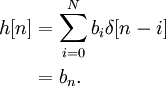 h[n] = \sum_{i=0}^{N} b_i \delta[n - i]
= b_n.